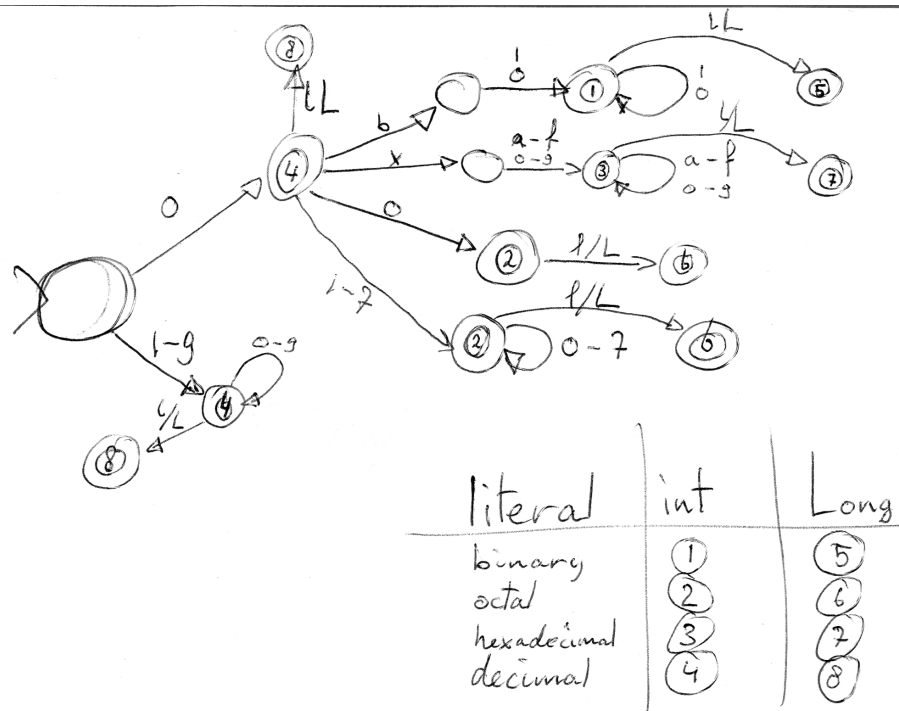 8
lL
1
0
lL
5
b
1
1
0
4
x
a-f
0-9
3
l/L
a-f
0-9
7
0
0
2
l/L
6
1-7
2
l/L
6
0-7
1-9
0-9
4
l/L
8
literal int Long
binary 1 5
octal 2 6
hexadecimal 3 7
decimal 4 8